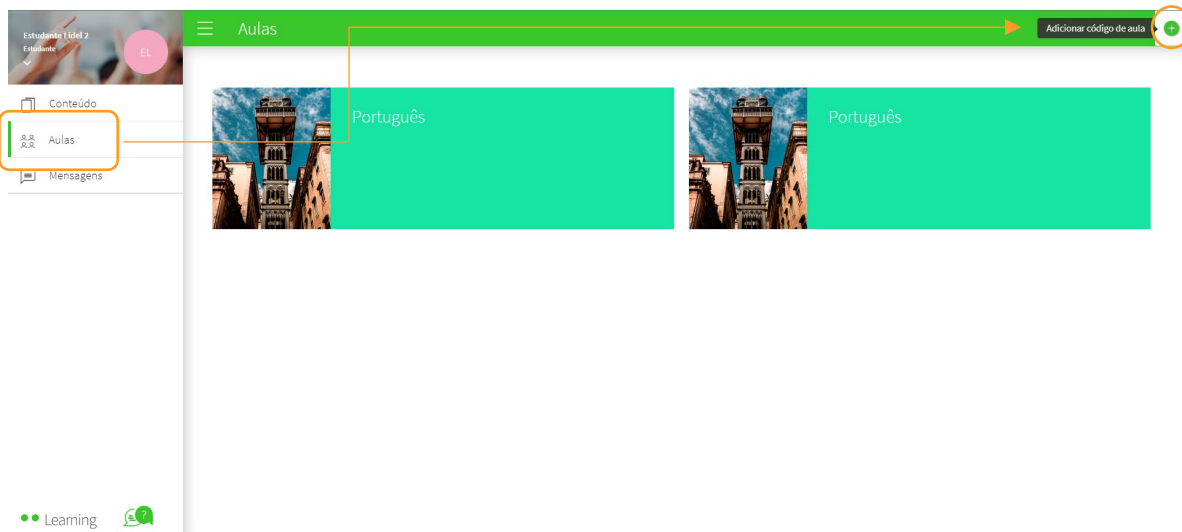 Estudante Lidel 2
Estudante
EL
Aulas
Adicionar código de aula
Conteúdo
Aulas
Mensagens
Português
Português
Learning
?